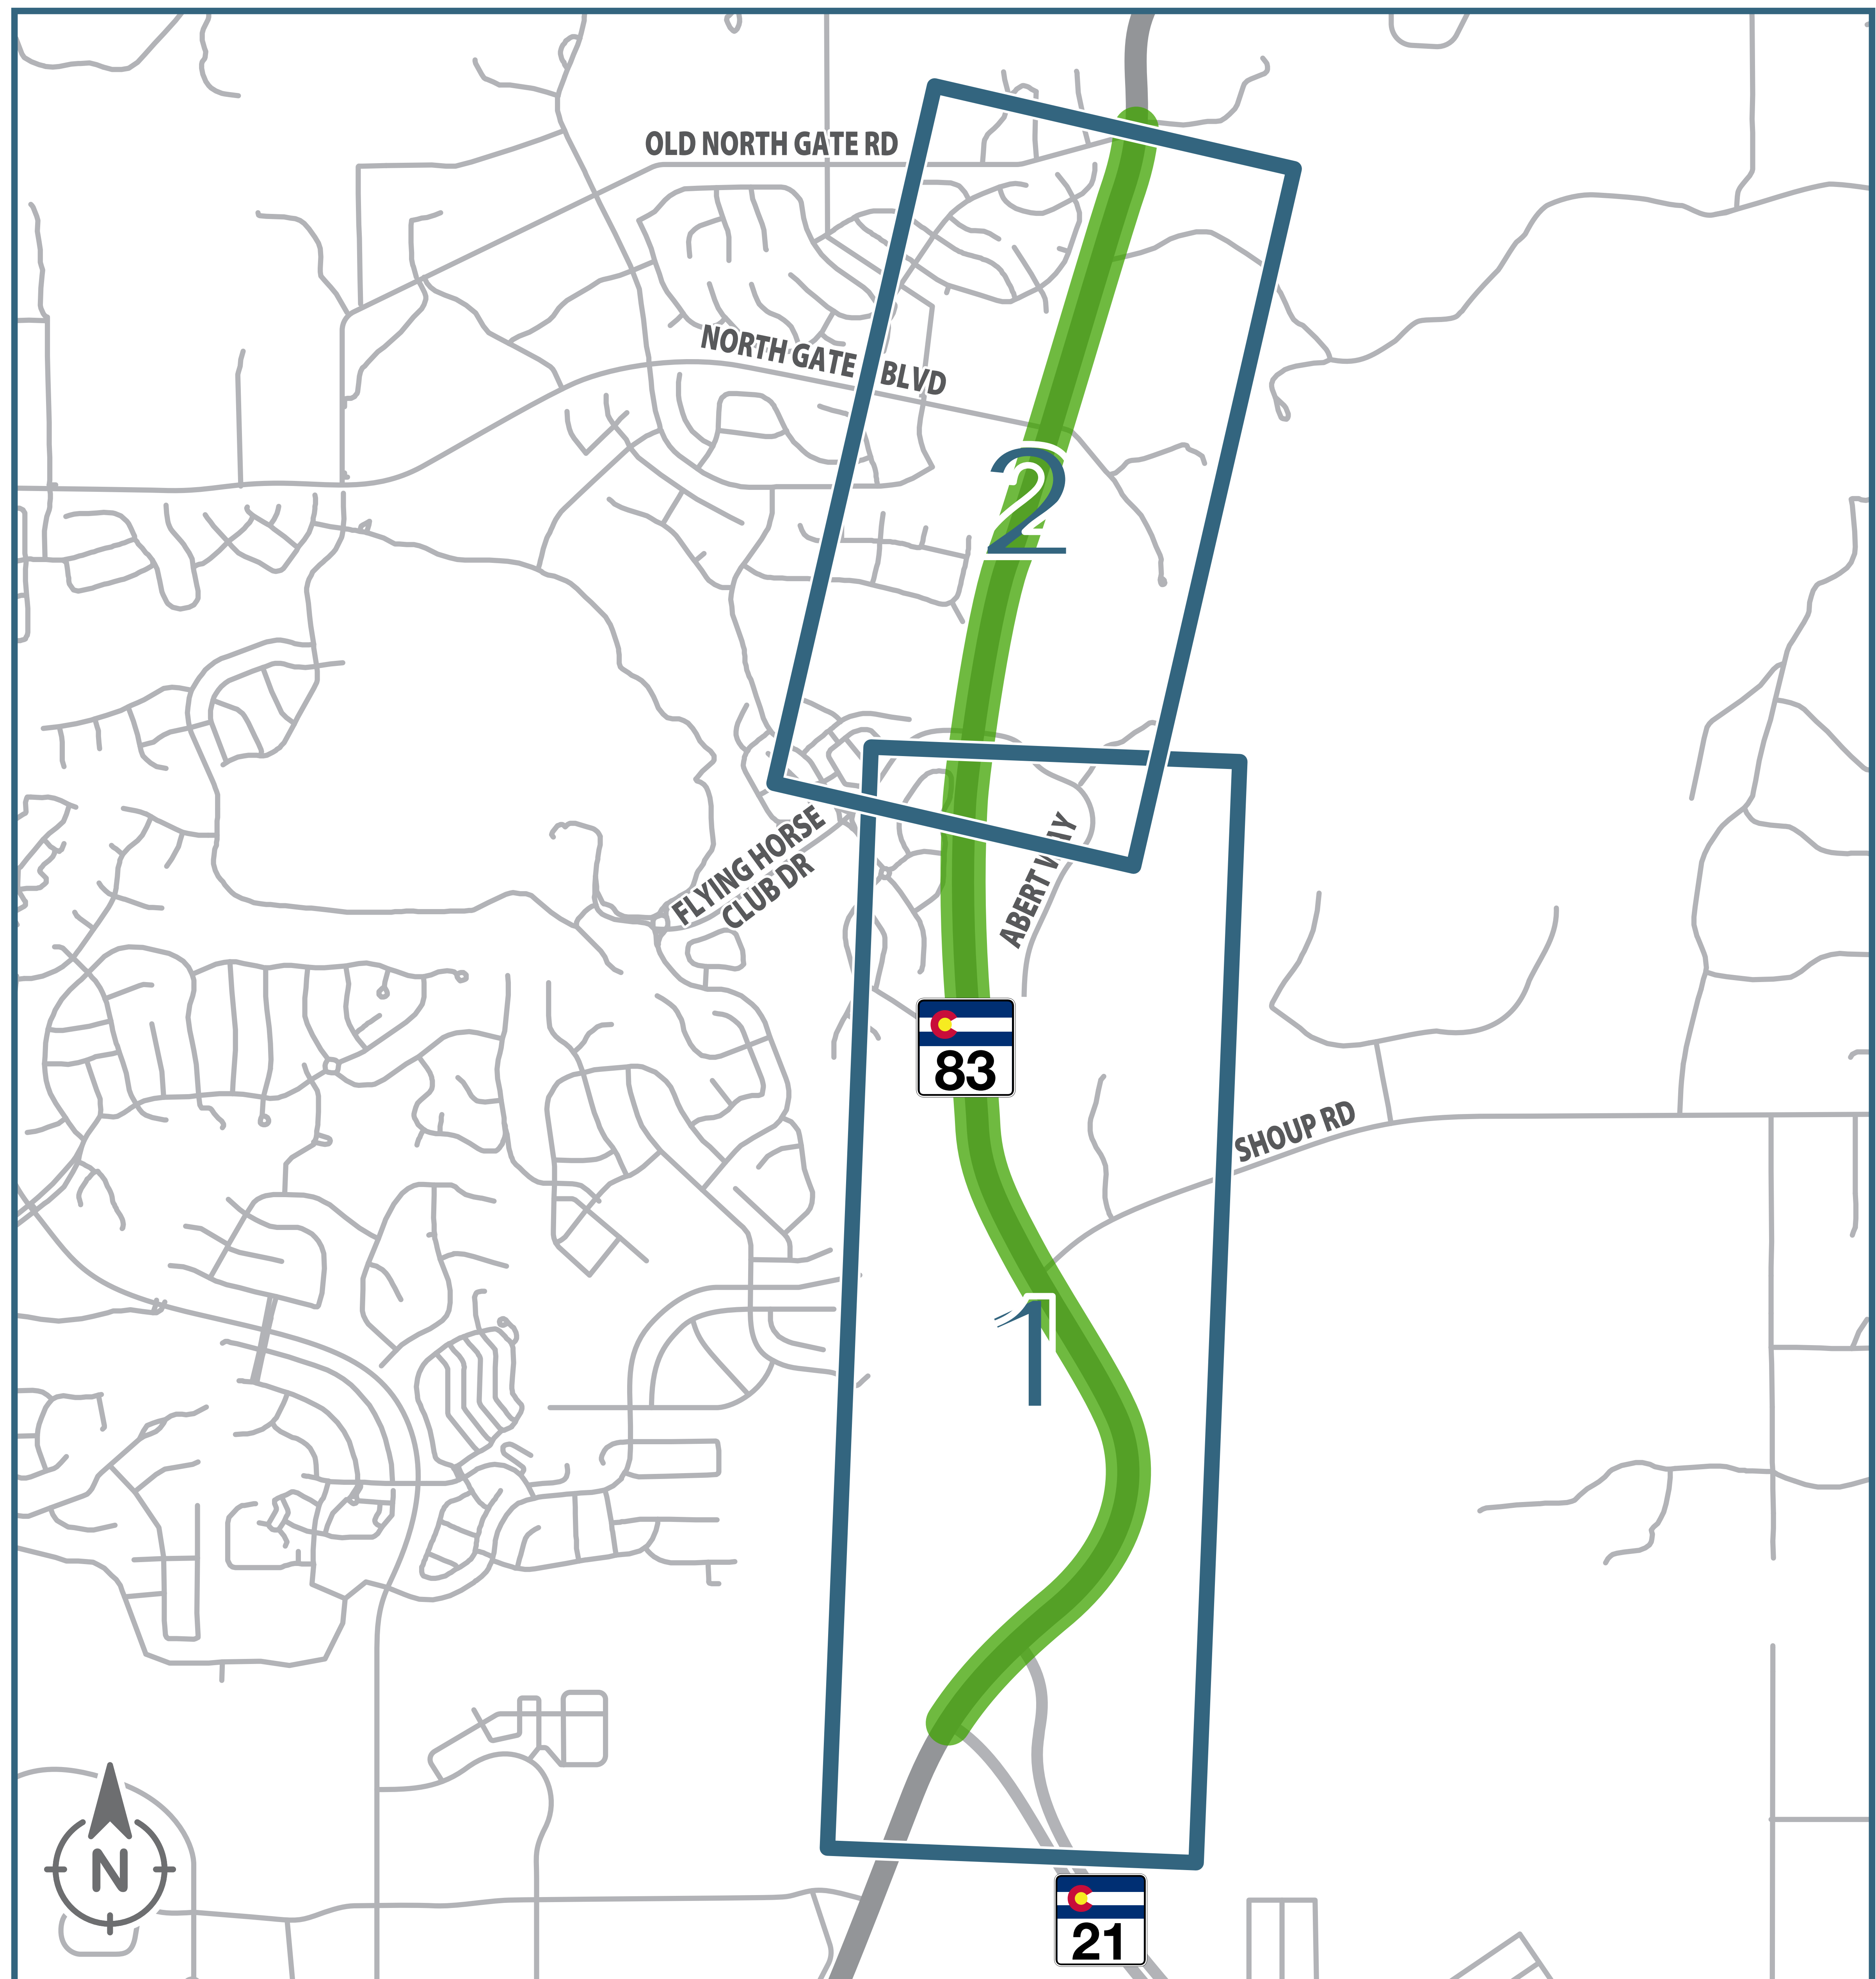 OLD NORTH GATE RD
NORTH GATE BLVD
2
FLYING HORSE
CLUB DR
ABERT WAY
83
SHOUP RD
1
N
21